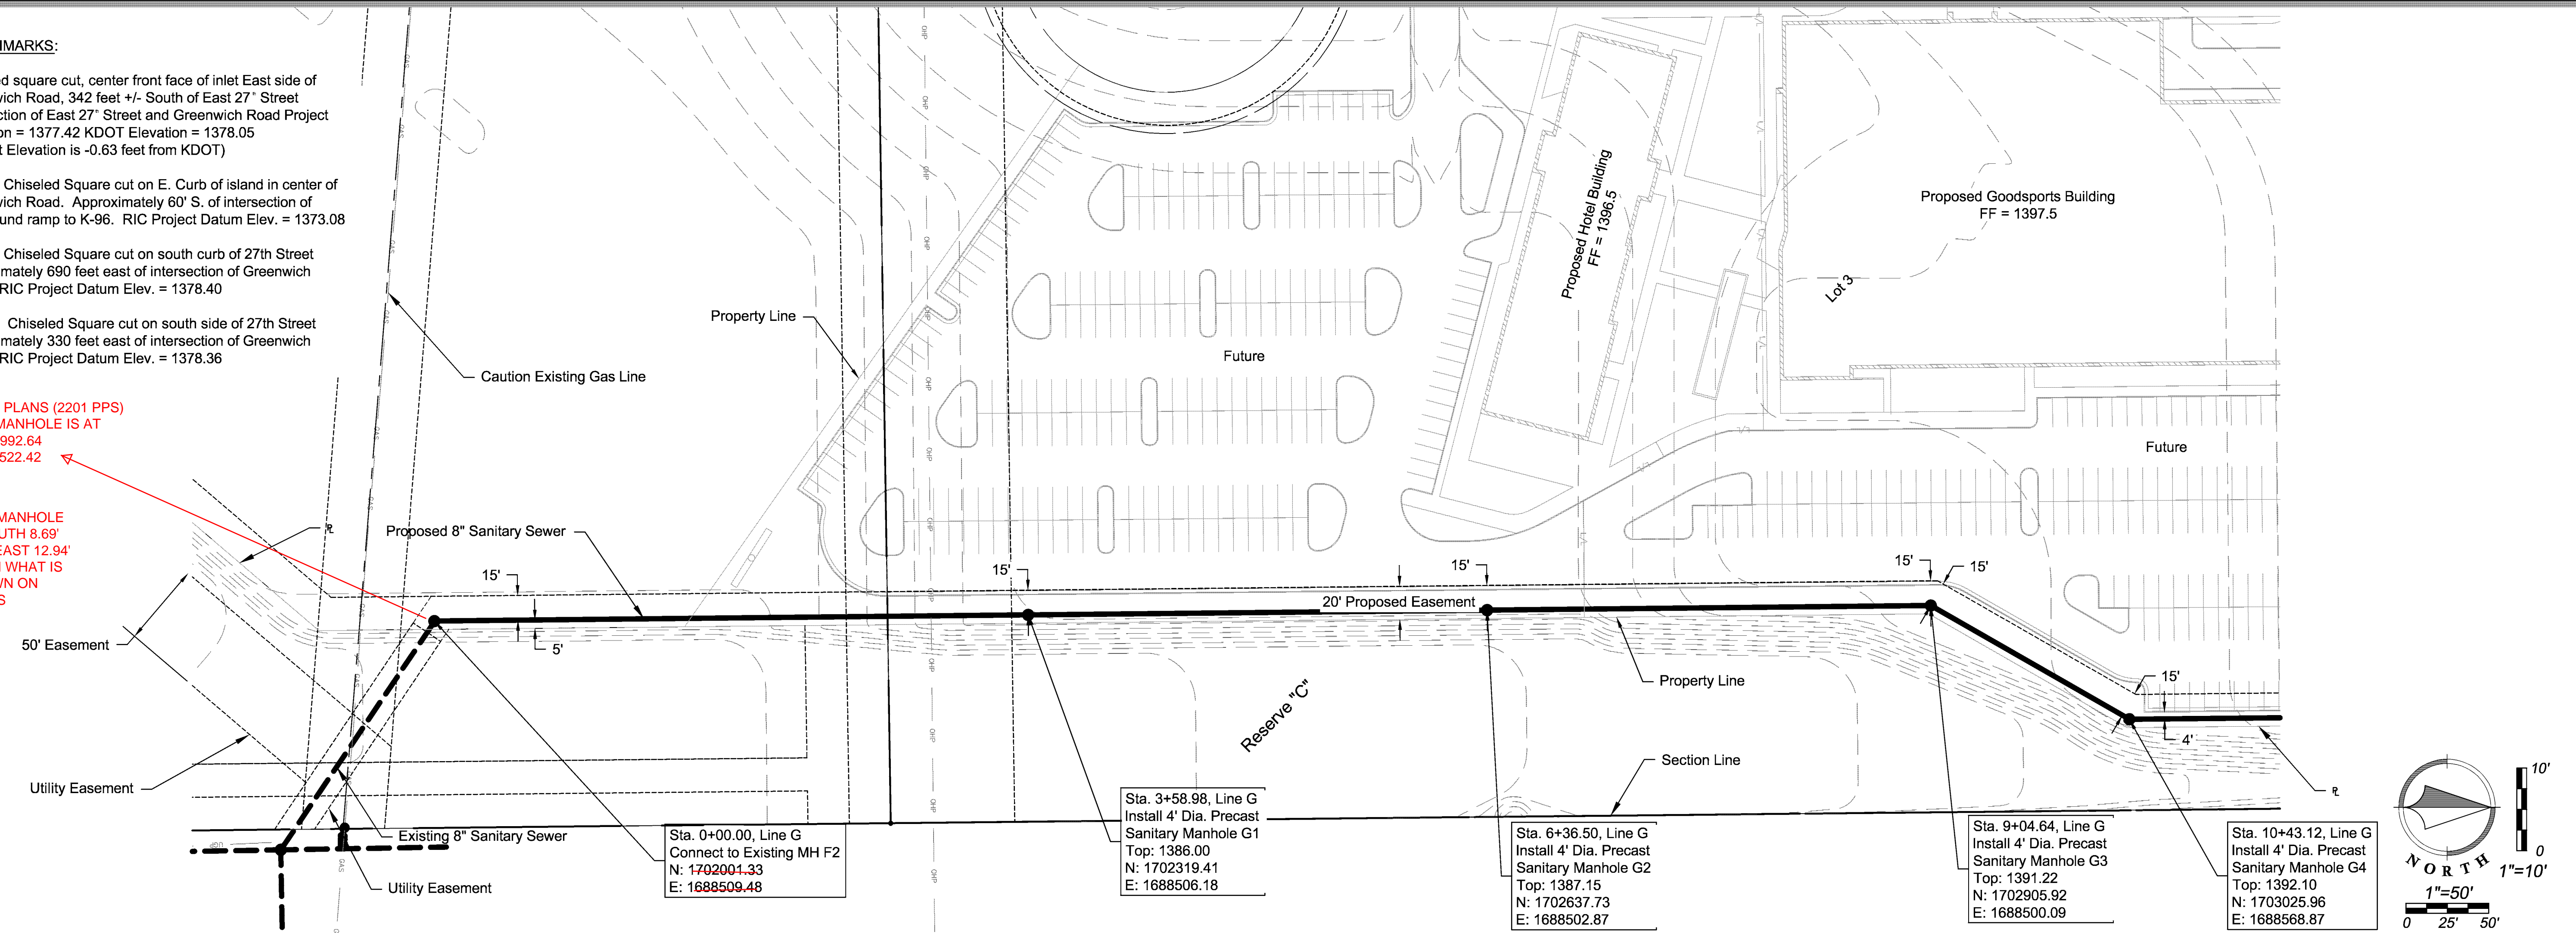 HMARKS:
ed square cut, center front face of inlet East side of
wich Road, 342 feet +/- South of East 27" Street
ction of East 27" Street and Greenwich Road Project
on = 1377.42 KDOT Elevation = 1378.05
t Elevation is -0.63 feet from KDOT)
Chiseled Square cut on E. Curb of island in center of
wich Road. Approximately 60' S. of intersection of
und ramp to K-96. RIC Project Datum Elev. = 1373.08
Chiseled Square cut on south curb of 27th Street
mately 690 feet east of intersection of Greenwich
RIC Project Datum Elev. = 1378.40
Chiseled Square cut on south side of 27th Street
mately 330 feet east of intersection of Greenwich
RIC Project Datum Elev. = 1378.36
PLANS (2201 PPS)
MANHOLE IS AT
992.64
522.42
MANHOLE
UTH 8.69'
EAST 12.94'
WHAT IS
WN ON
S
Caution Existing Gas Line
Property Line
Future
Proposed Hotel Building
FF = 1396.5
Proposed Goodsports Building
FF = 1397.5
Lot 3
Future
Proposed 8" Sanitary Sewer
15'
5'
15'
15'
15'
15'
20' Proposed Easement
15'
4'
50' Easement
Utility Easement
Existing 8" Sanitary Sewer
Utility Easement
Property Line
Section Line
Reserve "C"
GAS
OHP
Sta. 0+00.00, Line G
Connect to Existing MH F2
N: 1702001.33
E: 1688509.48
Sta. 3+58.98, Line G
Install 4' Dia. Precast
Sanitary Manhole G1
Top: 1386.00
N: 1702319.41
E: 1688506.18
Sta. 6+36.50, Line G
Install 4' Dia. Precast
Sanitary Manhole G2
Top: 1387.15
N: 1702637.73
E: 1688502.87
Sta. 9+04.64, Line G
Install 4' Dia. Precast
Sanitary Manhole G3
Top: 1391.22
N: 1702905.92
E: 1688500.09
Sta. 10+43.12, Line G
Install 4' Dia. Precast
Sanitary Manhole G4
Top: 1392.10
N: 1703025.96
E: 1688568.87
NORTH
10'
0
1"=10'
1"=50'
0 25' 50'